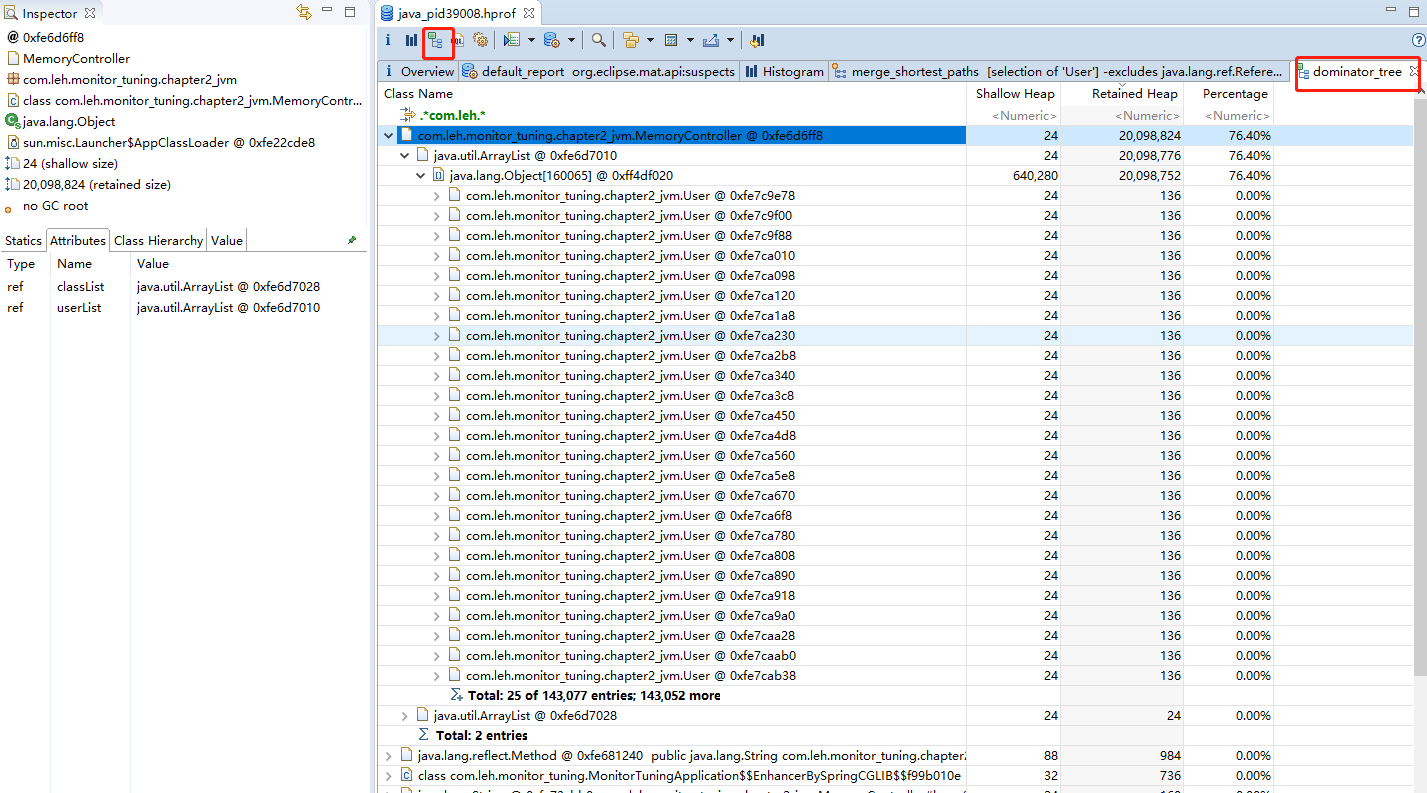 Inspector
@ 0xfe6d6ff8
MemoryController
com.leh.monitor_tuning.chapter2_jvm
class com.leh.monitor_tuning.chapter2_jvm.MemoryContr...
java.lang.Object
sun.misc.Launcher$AppClassLoader @ 0xfe22cde8
24 (shallow size)
20,098,824 (retained size)
no GC root
Statics Attributes Class Hierarchy Value
Type Name Value
ref classList java.util.ArrayList @ 0xfe6d7028
ref userList java.util.ArrayList @ 0xfe6d7010
java_pid39008.hprof
Overview default_report org.eclipse.mat.api:suspects Histogram merge_shortest_paths [selection of 'User'] -excludes java.lang.ref.Refere... dominator_tree
Class Name Shallow Heap Retained Heap Percentage
.*com.leh.* <Numeric> <Numeric> <Numeric>
com.leh.monitor_tuning.chapter2_jvm.MemoryController @ 0xfe6d6ff8 24 20,098,824 76.40%
java.util.ArrayList @ 0xfe6d7010 24 20,098,776 76.40%
java.lang.Object[160065] @ 0xff4df020 640,280 20,098,752 76.40%
com.leh.monitor_tuning.chapter2_jvm.User @ 0xfe7c9e78 24 136 0.00%
com.leh.monitor_tuning.chapter2_jvm.User @ 0xfe7c9f00 24 136 0.00%
com.leh.monitor_tuning.chapter2_jvm.User @ 0xfe7c9f88 24 136 0.00%
com.leh.monitor_tuning.chapter2_jvm.User @ 0xfe7ca010 24 136 0.00%
com.leh.monitor_tuning.chapter2_jvm.User @ 0xfe7ca098 24 136 0.00%
com.leh.monitor_tuning.chapter2_jvm.User @ 0xfe7ca120 24 136 0.00%
com.leh.monitor_tuning.chapter2_jvm.User @ 0xfe7ca1a8 24 136 0.00%
com.leh.monitor_tuning.chapter2_jvm.User @ 0xfe7ca230 24 136 0.00%
com.leh.monitor_tuning.chapter2_jvm.User @ 0xfe7ca2b8 24 136 0.00%
com.leh.monitor_tuning.chapter2_jvm.User @ 0xfe7ca340 24 136 0.00%
com.leh.monitor_tuning.chapter2_jvm.User @ 0xfe7ca3c8 24 136 0.00%
com.leh.monitor_tuning.chapter2_jvm.User @ 0xfe7ca450 24 136 0.00%
com.leh.monitor_tuning.chapter2_jvm.User @ 0xfe7ca4d8 24 136 0.00%
com.leh.monitor_tuning.chapter2_jvm.User @ 0xfe7ca560 24 136 0.00%
com.leh.monitor_tuning.chapter2_jvm.User @ 0xfe7ca5e8 24 136 0.00%
com.leh.monitor_tuning.chapter2_jvm.User @ 0xfe7ca670 24 136 0.00%
com.leh.monitor_tuning.chapter2_jvm.User @ 0xfe7ca6f8 24 136 0.00%
com.leh.monitor_tuning.chapter2_jvm.User @ 0xfe7ca780 24 136 0.00%
com.leh.monitor_tuning.chapter2_jvm.User @ 0xfe7ca808 24 136 0.00%
com.leh.monitor_tuning.chapter2_jvm.User @ 0xfe7ca890 24 136 0.00%
com.leh.monitor_tuning.chapter2_jvm.User @ 0xfe7ca918 24 136 0.00%
com.leh.monitor_tuning.chapter2_jvm.User @ 0xfe7ca9a0 24 136 0.00%
com.leh.monitor_tuning.chapter2_jvm.User @ 0xfe7caa28 24 136 0.00%
com.leh.monitor_tuning.chapter2_jvm.User @ 0xfe7caab0 24 136 0.00%
com.leh.monitor_tuning.chapter2_jvm.User @ 0xfe7cab38 24 136 0.00%
Total: 25 of 143,077 entries; 143,052 more
java.util.ArrayList @ 0xfe6d7028 24 24 0.00%
Total: 2 entries
java.lang.reflect.Method @ 0xfe681240 public java.lang.String com.leh.monitor_tuning.chapter2 88 984 0.00%
class com.leh.monitor_tuning.MonitorTuningApplication$$EnhancerBySpringCGLIB$$f99b010e 32 736 0.00%